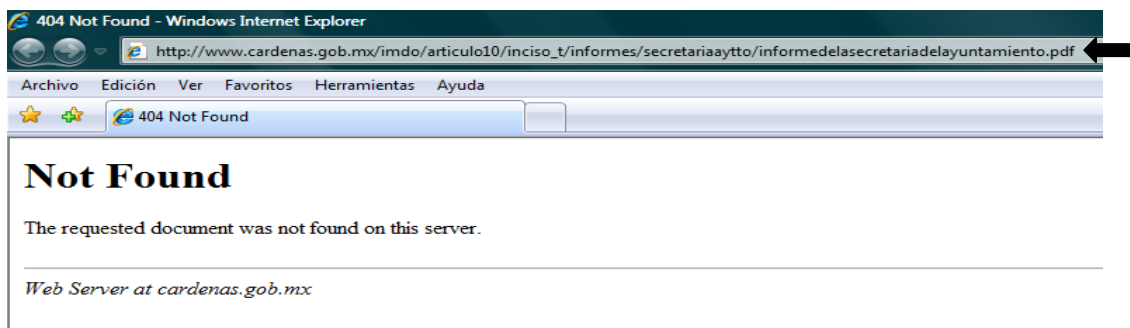 404 Not Found - Windows Internet Explorer
http://www.cardenas.gob.mx/imdo/articulo10/inciso_t/informes/secretariaaytto/informedelasecretariadelayuntamiento.pdf
Archivo Edición Ver Favoritos Herramientas Ayuda
404 Not Found
Not Found
The requested document was not found on this server.
Web Server at cardenas.gob.mx